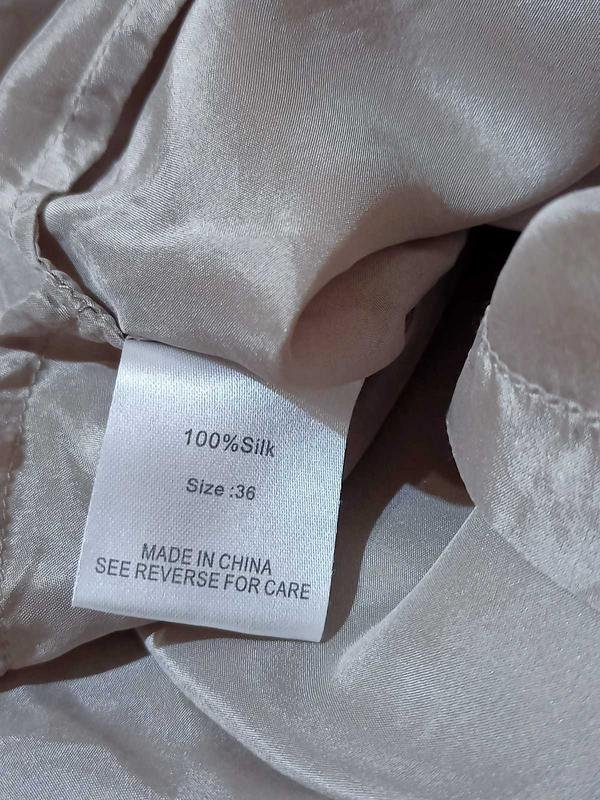 100%Silk
Size :36
MADE IN CHINA
SEE REVERSE FOR CARE